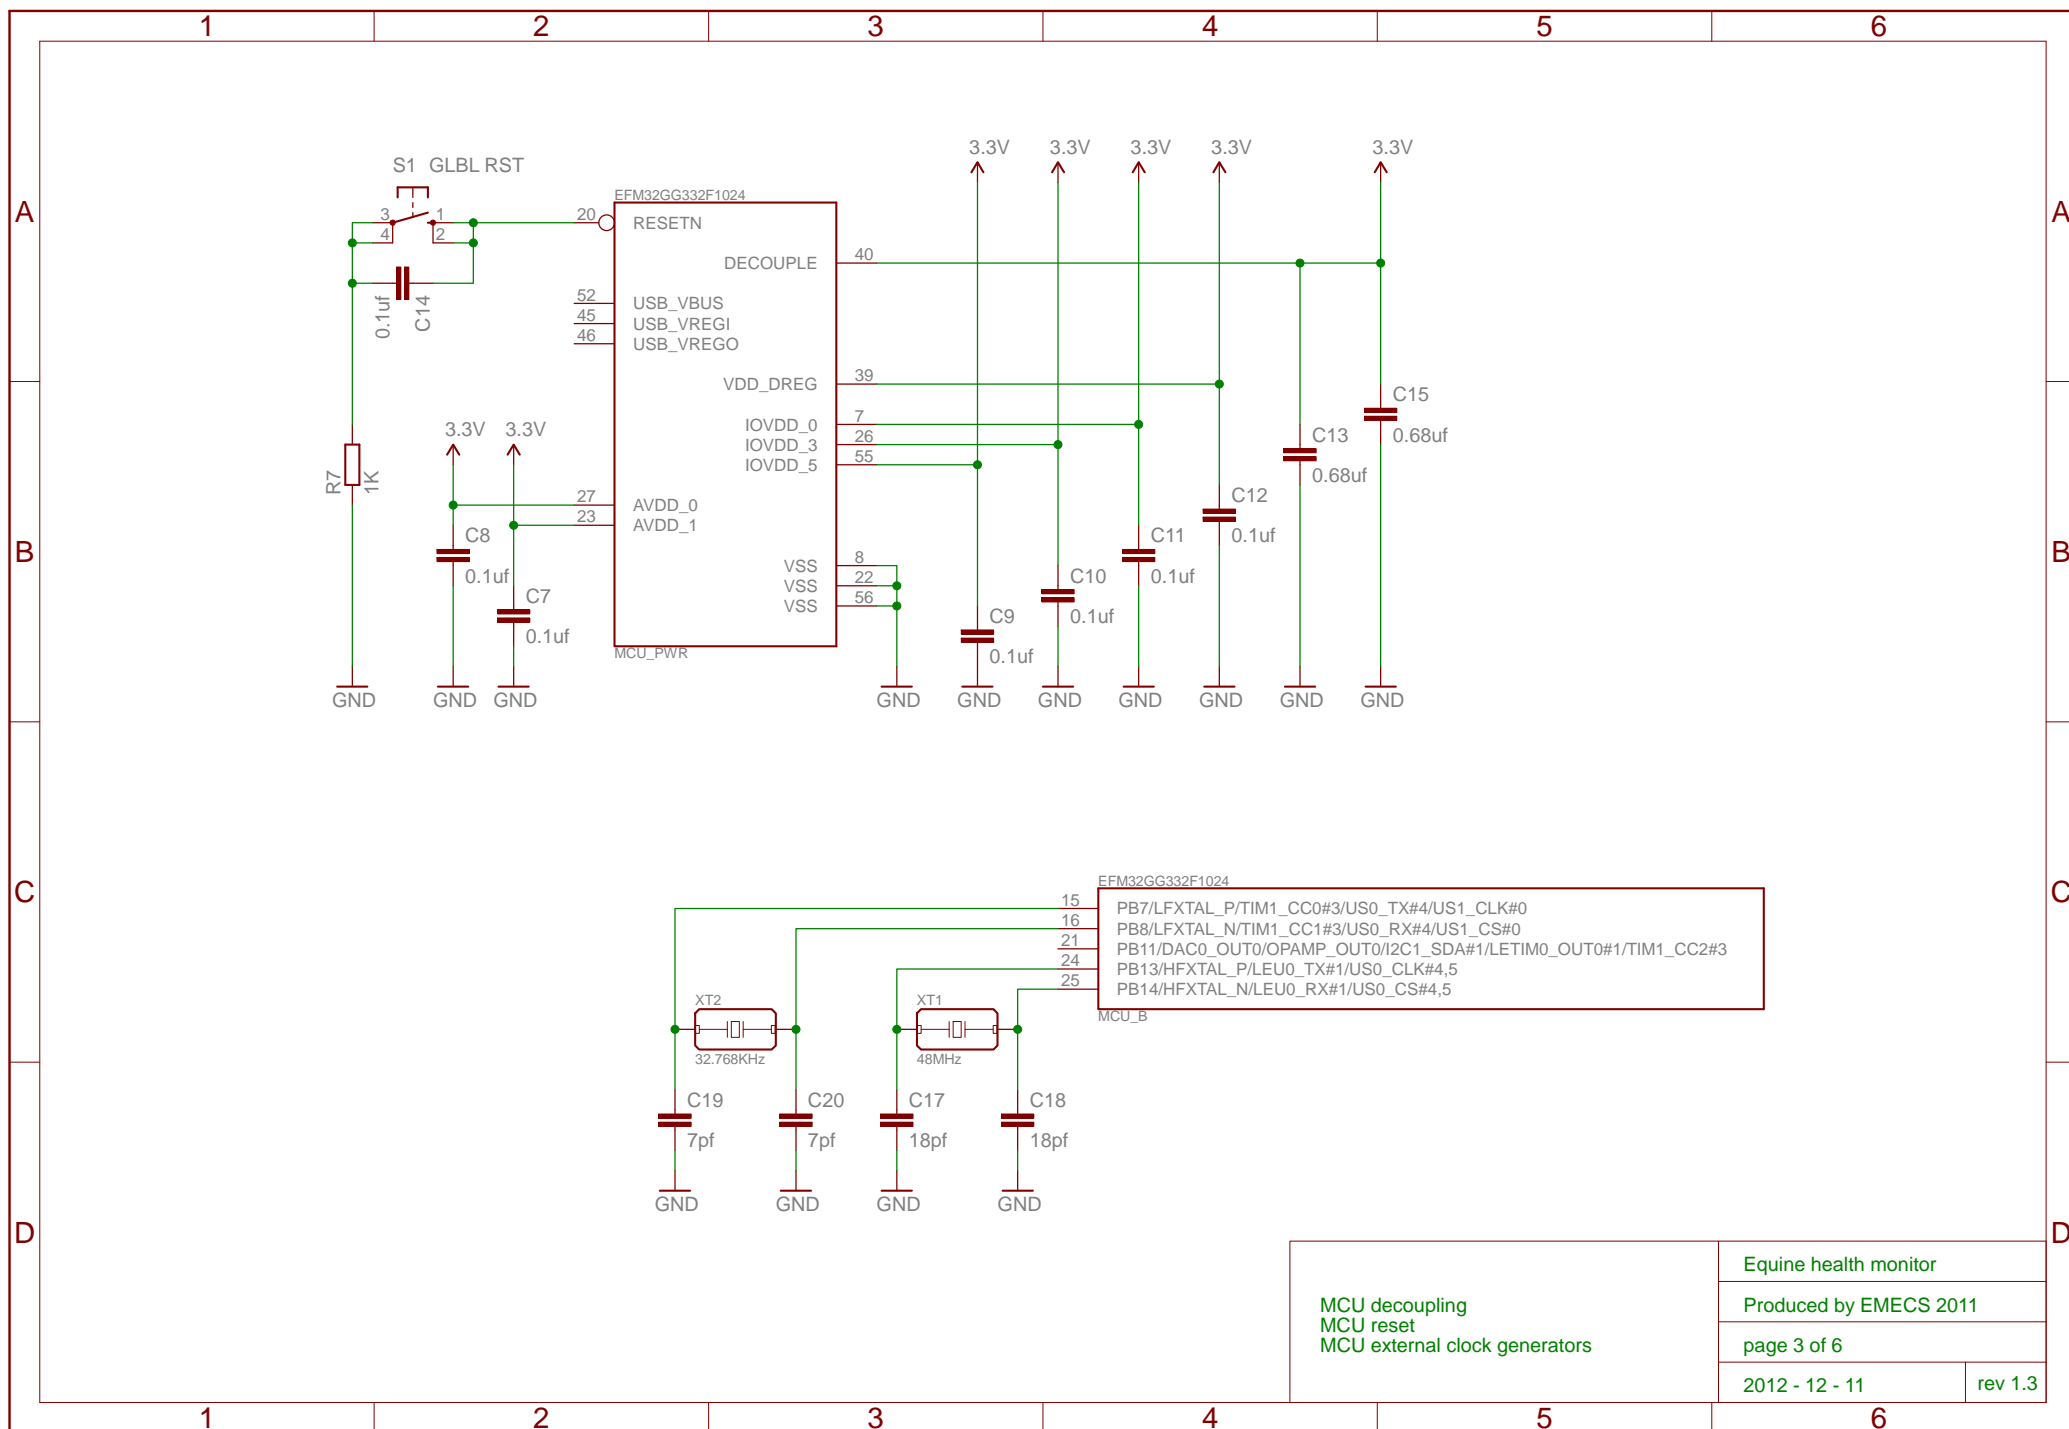 1 2 3 4 5 6
3.3V 3.3V 3.3V 3.3V 3.3V
S1 GLBL RST
EFM32GG332F1024
A A
3 1 20 RESETN
4 2
DECOUPLE 40
0.1uf C14
52 USB_VBUS
45 USB_VREGI
46 USB_VREGO
VDD_DREG 39
C15
0.68uf
IOVDD_0 7
IOVDD_3 26
IOVDD_5 55
C13
0.68uf
3.3V 3.3V
R7 1K
27 AVDD_0
23 AVDD_1
C12
0.1uf
C8
0.1uf
C11
0.1uf
B B
VSS 8
VSS 22
VSS 56
C10
0.1uf
C7
0.1uf
C9
0.1uf
MCU_PWR
GND GND GND GND GND GND GND GND GND GND
EFM32GG332F1024
C C
15 PB7/LFXTAL_P/TIM1_CC0#3/US0_TX#4/US1_CLK#0
16 PB8/LFXTAL_N/TIM1_CC1#3/US0_RX#4/US1_CS#0
21 PB11/DAC0_OUT0/OPAMP_OUT0/I2C1_SDA#1/LETIM0_OUT0#1/TIM1_CC2#3
24 PB13/HFXTAL_P/LEU0_TX#1/US0_CLK#4,5
25 PB14/HFXTAL_N/LEU0_RX#1/US0_CS#4,5
MCU_B
XT2 XT1
32.768KHz 48MHz
C19 C20 C17 C18
7pf 7pf 18pf 18pf
GND GND GND GND
D D
MCU decoupling
MCU reset
MCU external clock generators
Equine health monitor
Produced by EMECS 2011
page 3 of 6
2012 - 12 - 11 rev 1.3
1 2 3 4 5 6